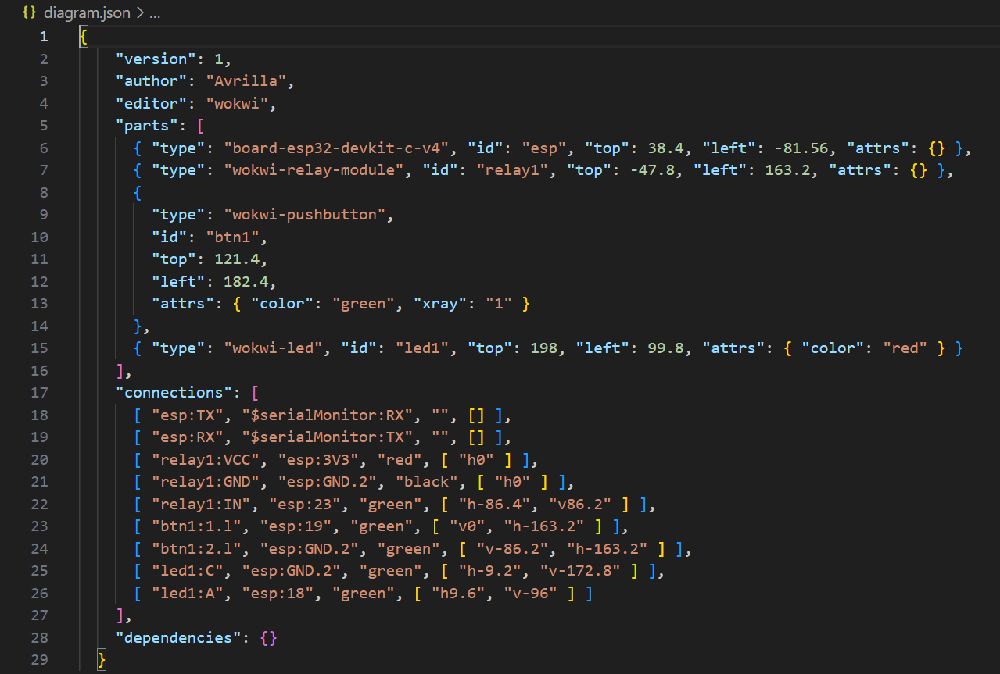 {} diagram.json > ...
1 {
2 "version": 1,
3 "author": "Avrilla",
4 "editor": "wokwi",
5 "parts": [
6 { "type": "board-esp32-devkit-c-v4", "id": "esp", "top": 38.4, "left": -81.56, "attrs": {} },
7 { "type": "wokwi-relay-module", "id": "relay1", "top": -47.8, "left": 163.2, "attrs": {} },
8 {
9 "type": "wokwi-pushbutton",
10 "id": "btn1",
11 "top": 121.4,
12 "left": 182.4,
13 "attrs": { "color": "green", "xray": "1" }
14 },
15 { "type": "wokwi-led", "id": "led1", "top": 198, "left": 99.8, "attrs": { "color": "red" } }
16 ],
17 "connections": [
18 [ "esp:TX", "$serialMonitor:RX", "", [] ],
19 [ "esp:RX", "$serialMonitor:TX", "", [] ],
20 [ "relay1:VCC", "esp:3V3", "red", [ "h0" ] ],
21 [ "relay1:GND", "esp:GND.2", "black", [ "h0" ] ],
22 [ "relay1:IN", "esp:23", "green", [ "h-86.4", "v86.2" ] ],
23 [ "btn1:1.l", "esp:19", "green", [ "v0", "h-163.2" ] ],
24 [ "btn1:2.l", "esp:GND.2", "green", [ "v-86.2", "h-163.2" ] ],
25 [ "led1:C", "esp:GND.2", "green", [ "h-9.2", "v-172.8" ] ],
26 [ "led1:A", "esp:18", "green", [ "h9.6", "v-96" ] ]
27 ],
28 "dependencies": {}
29 }